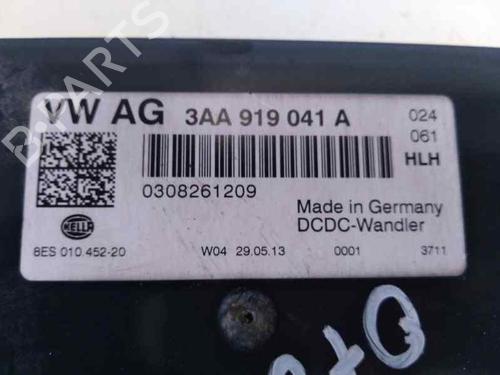 VW AG 3AA 919 041 A 024
061
HLH
0308261209
Made in Germany
DCDC-Wandler
HELLA
8ES 010.452-20 W04 29.05.13 0001 3711